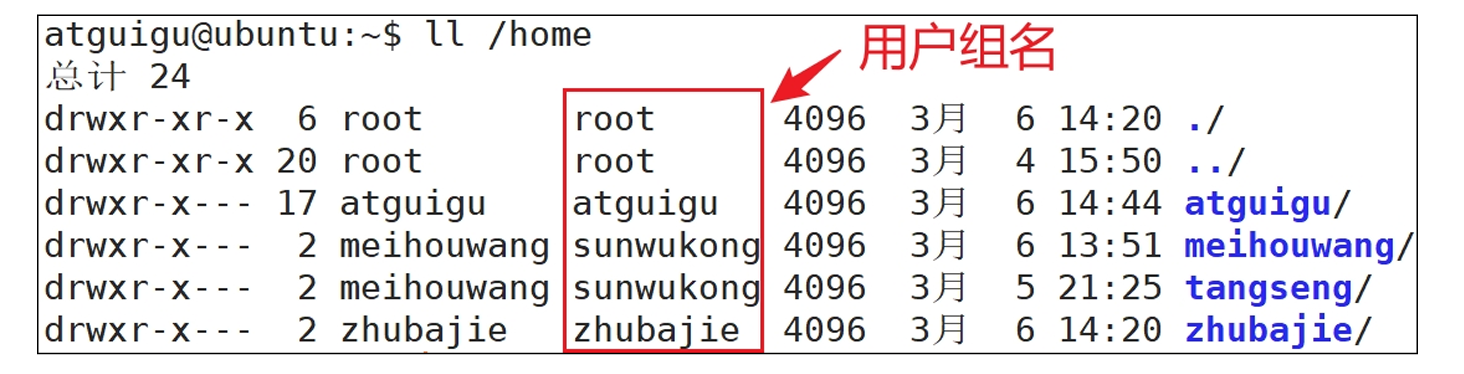 atguigu@ubuntu:~$ ll /home
用户组名
总计 24
drwxr-xr-x  6 root       root      4096  3月   6 14:20 ./
drwxr-xr-x 20 root       root      4096  3月   4 15:50 ../
drwxr-x--- 17 atguigu    atguigu   4096  3月   6 14:44 atguigu/
drwxr-x---  2 meihouwang sunwukong 4096  3月   6 13:51 meihouwang/
drwxr-x---  2 meihouwang sunwukong 4096  3月   5 21:25 tangseng/
drwxr-x---  2 zhubajie   zhubajie  4096  3月   6 14:20 zhubajie/